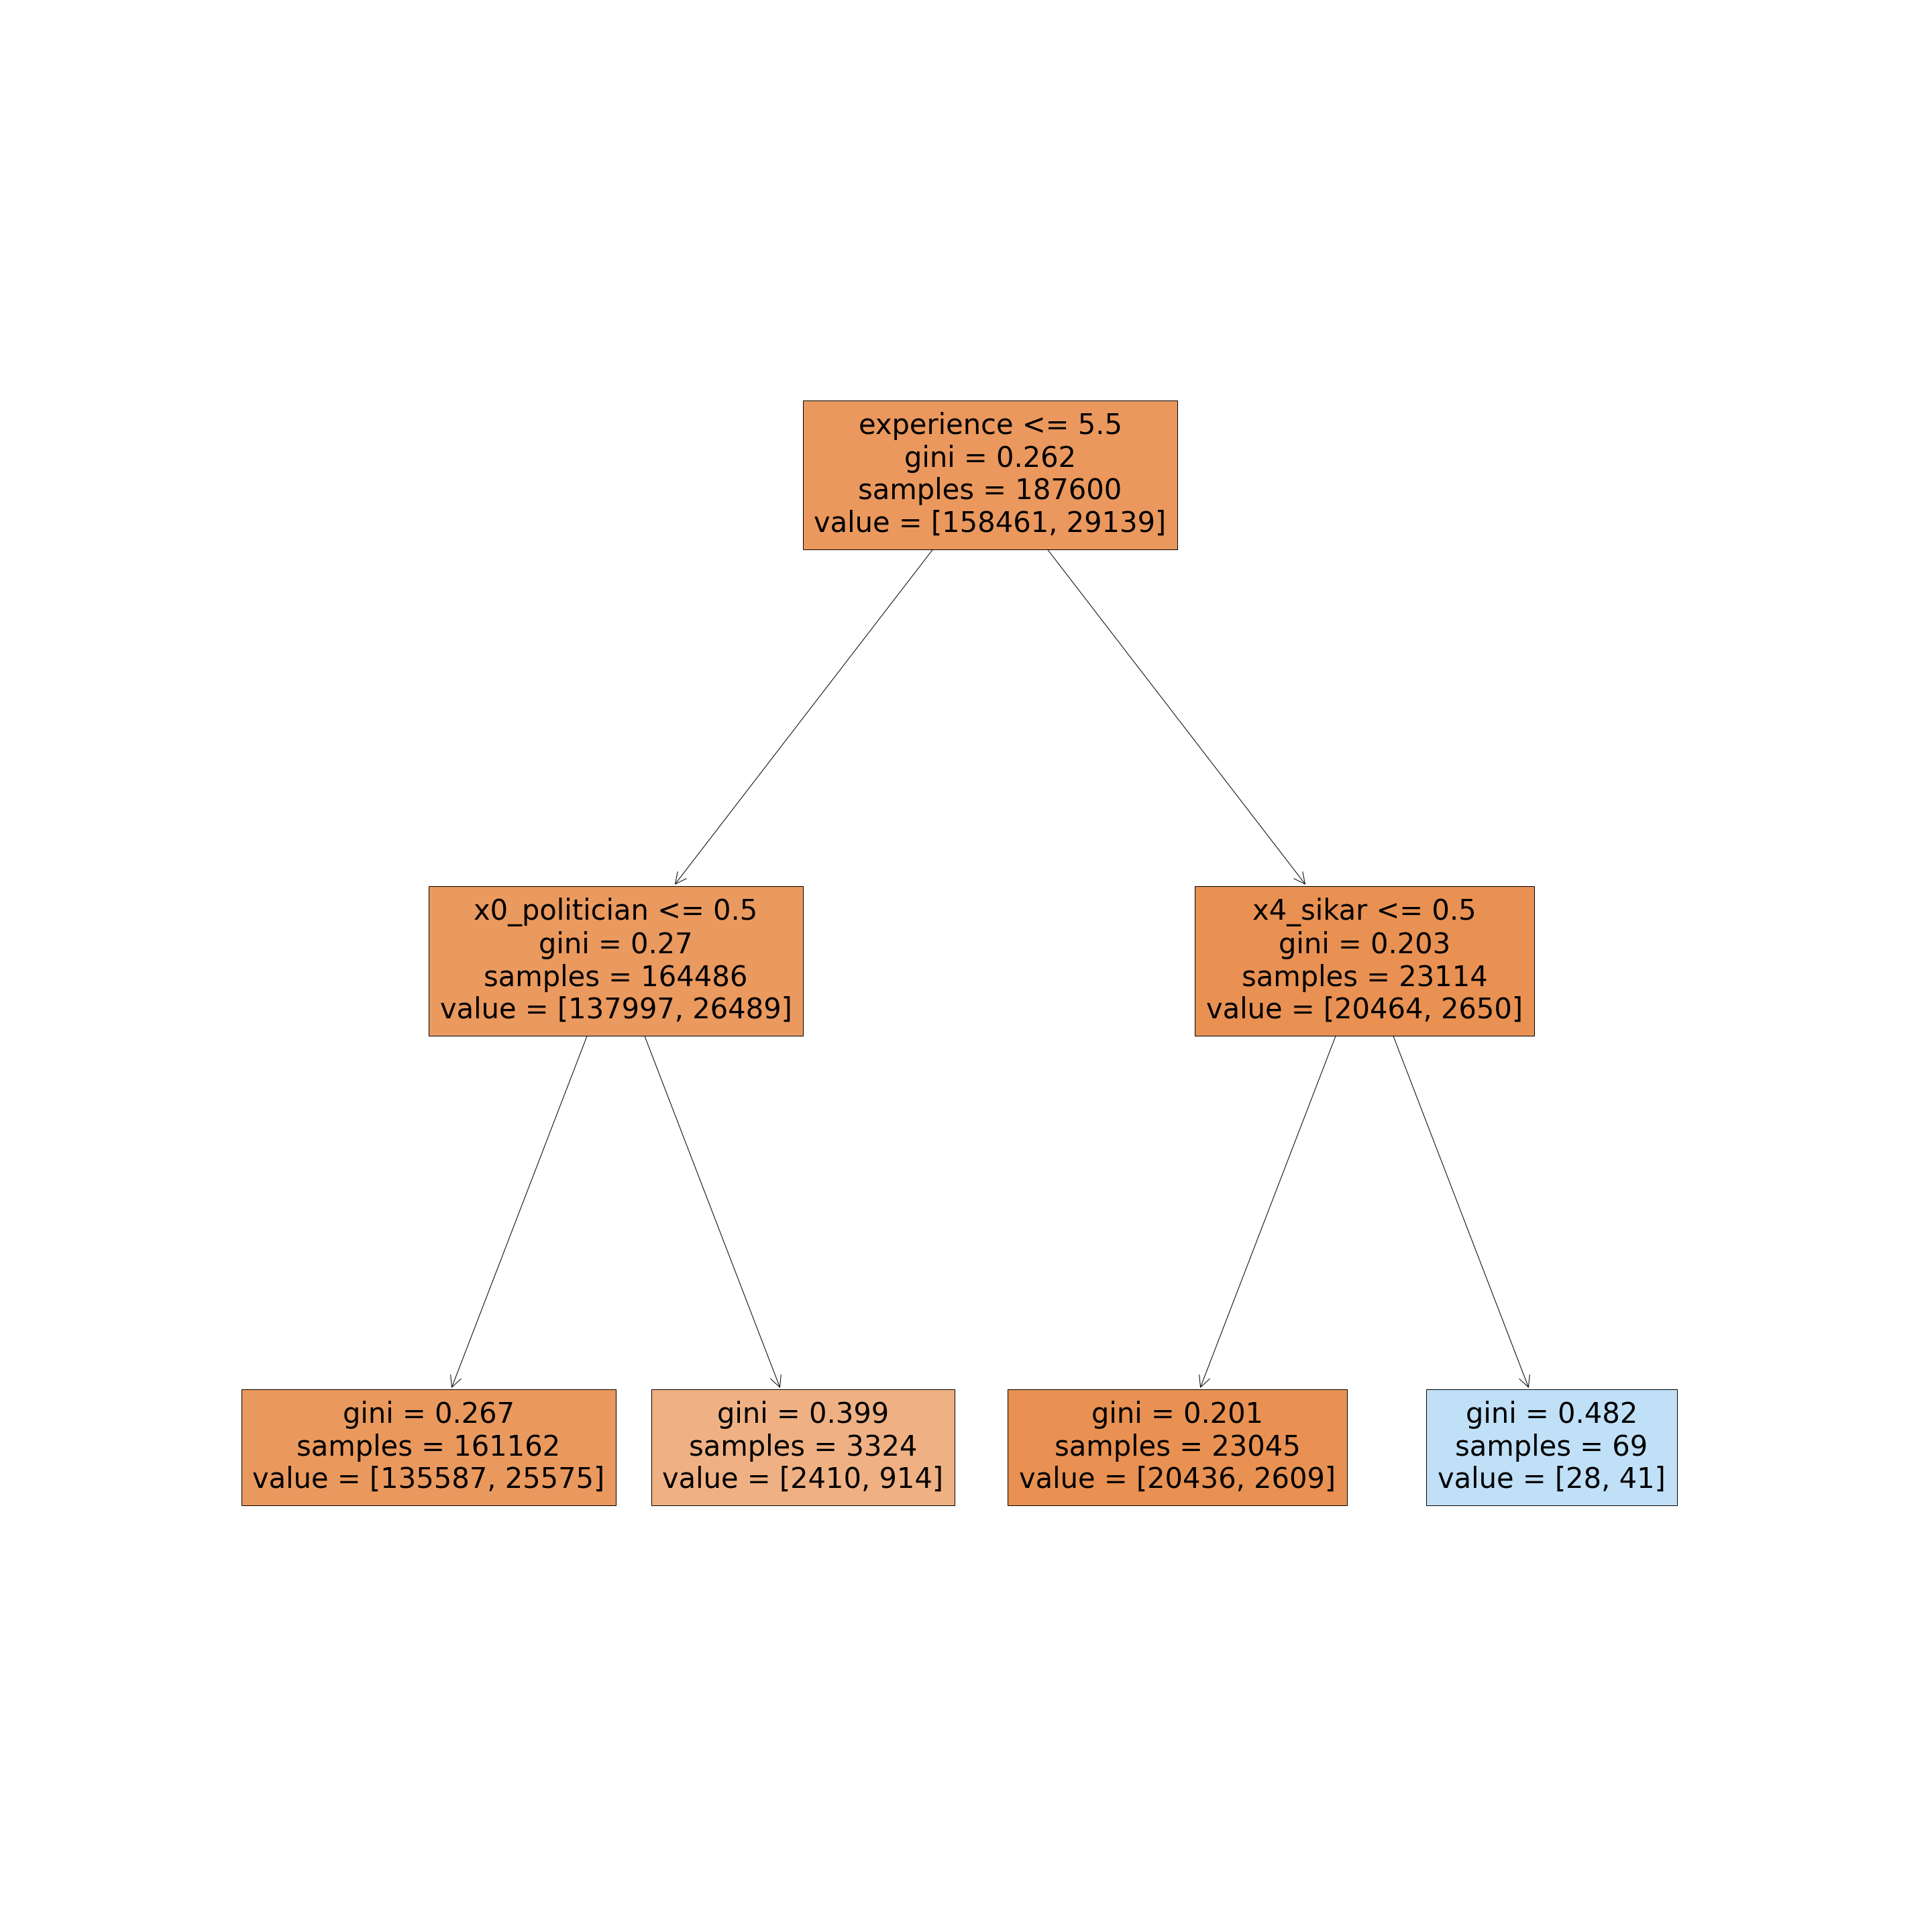 experience <= 5.5
gini = 0.262
samples = 187600
value = [158461, 29139]
x0_politician <= 0.5
gini = 0.27
samples = 164486
value = [137997, 26489]
x4_sikar <= 0.5
gini = 0.203
samples = 23114
value = [20464, 2650]
gini = 0.267
samples = 161162
value = [135587, 25575]
gini = 0.399
samples = 3324
value = [2410, 914]
gini = 0.201
samples = 23045
value = [20436, 2609]
gini = 0.482
samples = 69
value = [28, 41]